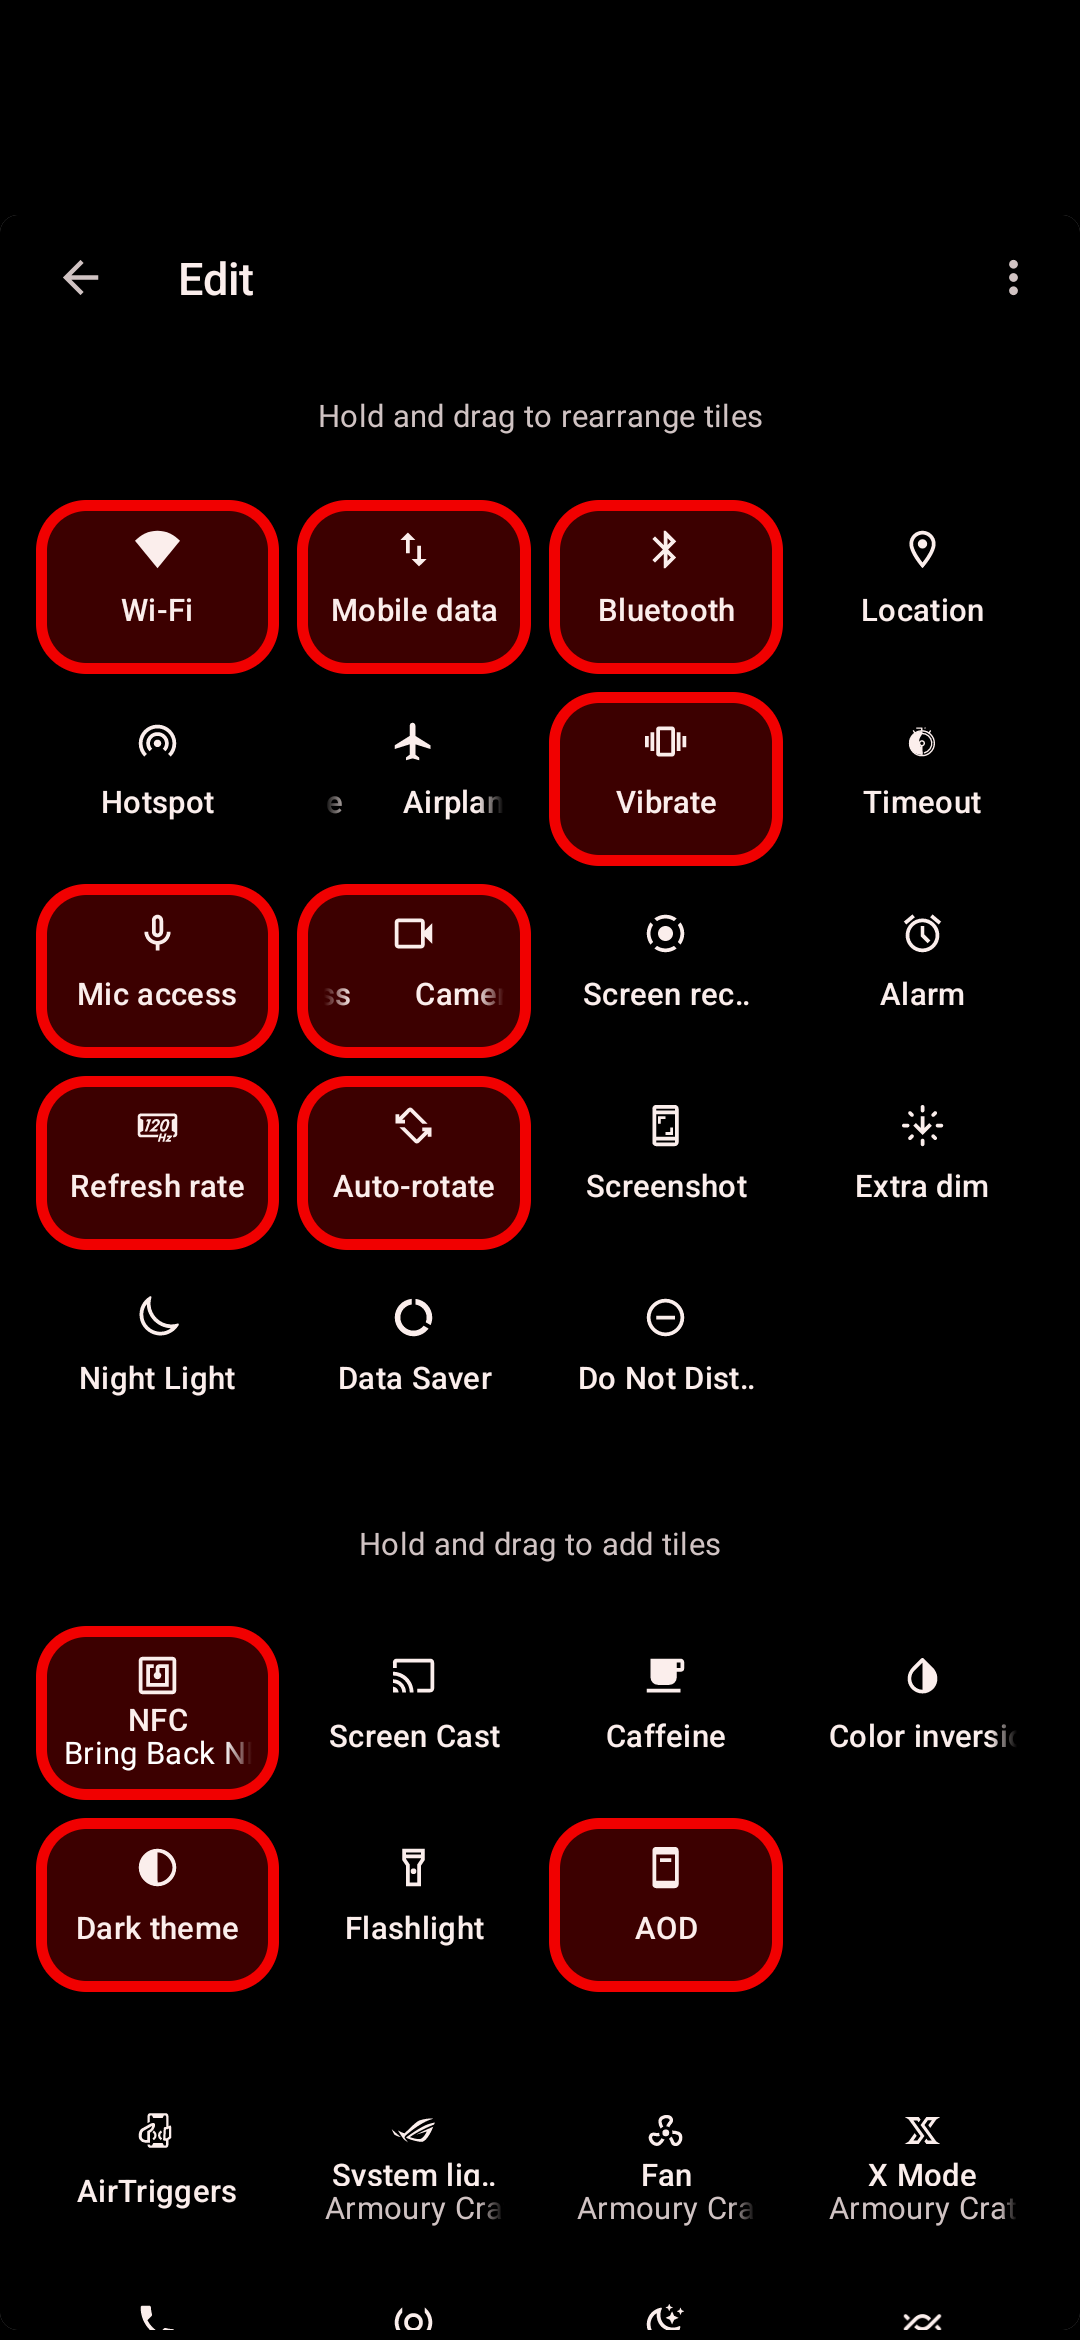 Edit
Hold and drag to rearrange tiles
Wi-Fi Mobile data Bluetooth Location
Hotspot e Airplan Vibrate Timeout
Mic access ss Camer Screen rec.. Alarm
120
Hz
Refresh rate Auto-rotate Screenshot Extra dim
Night Light Data Saver Do Not Dist..
Hold and drag to add tiles
NFC
Bring Back N Screen Cast Caffeine Color inversi
Dark theme Flashlight AOD
AirTriggers System lig.. Fan X Mode
Armoury Cra Armoury Cra Armoury Crat